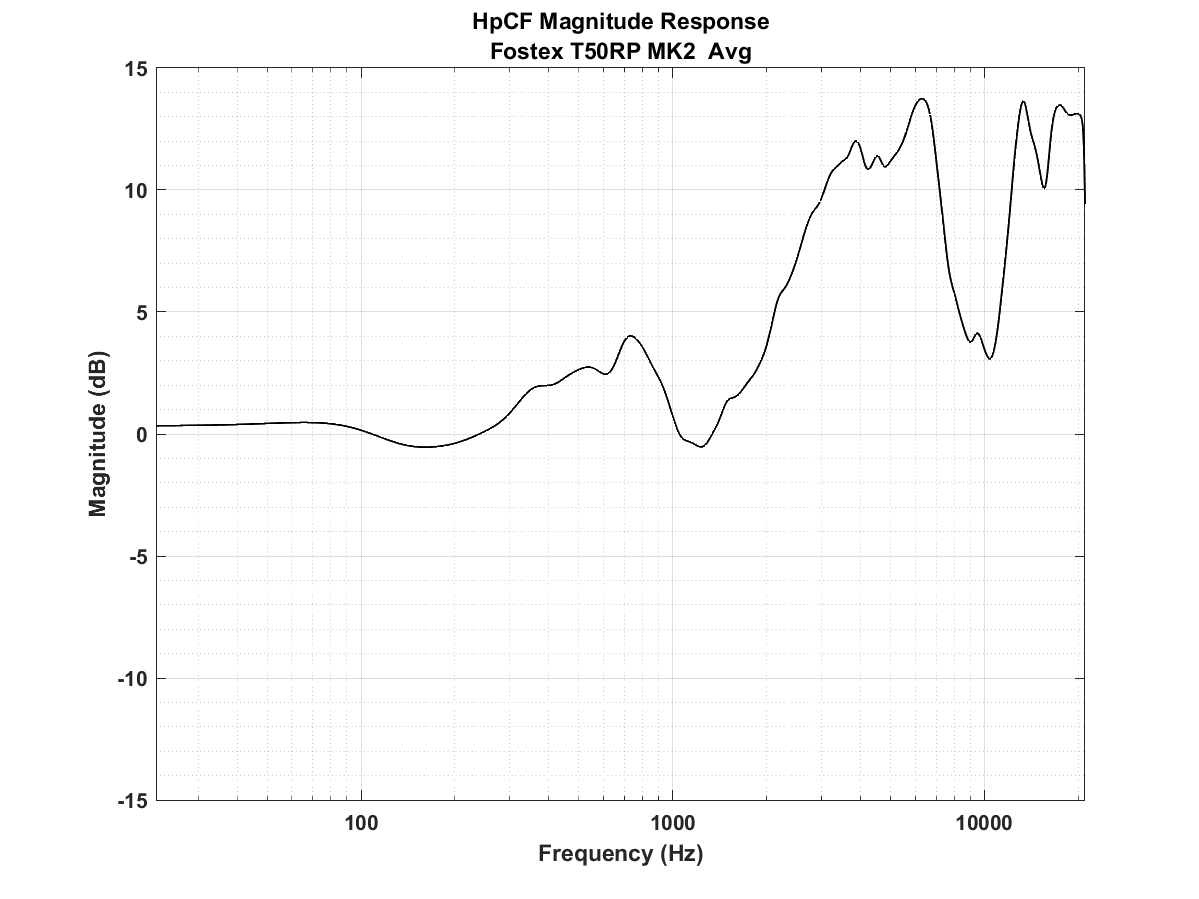 HpCF Magnitude Response
Fostex T50RP MK2  Avg
15
10
5
0
-5
-10
-15
Magnitude (dB)
100
1000
10000
Frequency (Hz)